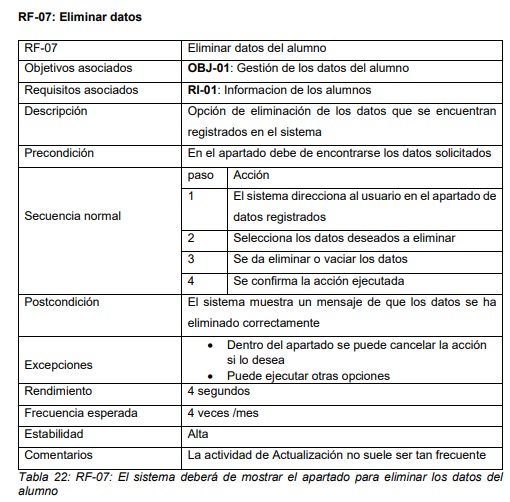 RF-07: Eliminar datos
RF-07
Eliminar datos del alumno
Objetivos asociados
OBJ-01: Gestión de los datos del alumno
Requisitos asociados
RI-01: Informacion de los alumnos
Descripción
Opción de eliminación de los datos que se encuentran
registrados en el sistema
Precondición
En el apartado debe de encontrarse los datos solicitados
Secuencia normal
paso
Acción
1
El sistema direcciona al usuario en el apartado de
datos registrados
2
Selecciona los datos deseados a eliminar
3
Se da eliminar o vaciar los datos
4
Se confirma la acción ejecutada
Postcondición
El sistema muestra un mensaje de que los datos se ha
eliminado correctamente
Excepciones
• Dentro del apartado se puede cancelar la acción
si lo desea
• Puede ejecutar otras opciones
Rendimiento
4 segundos
Frecuencia esperada
4 veces /mes
Estabilidad
Alta
Comentarios
La actividad de Actualización no suele ser tan frecuente
Tabla 22: RF-07: El sistema deberá de mostrar el apartado para eliminar los datos del
alumno